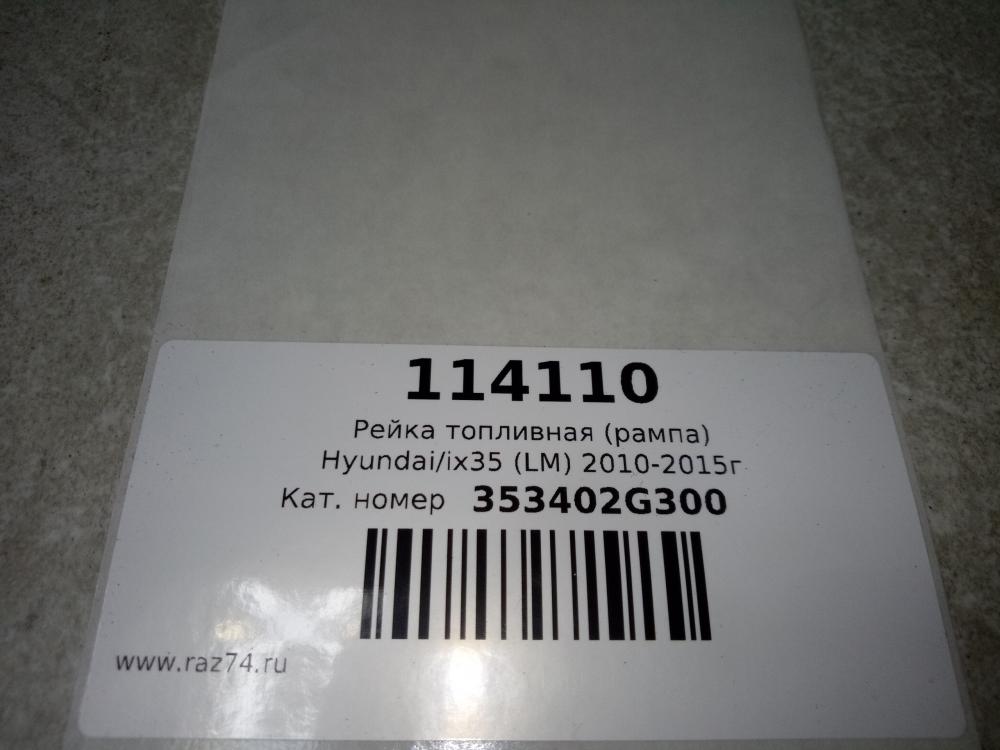 114110
Рейка топливная (рампа)
Hyundai/ix35 (LM) 2010-2015г
Кат. номер 353402G300
www.raz74.ru